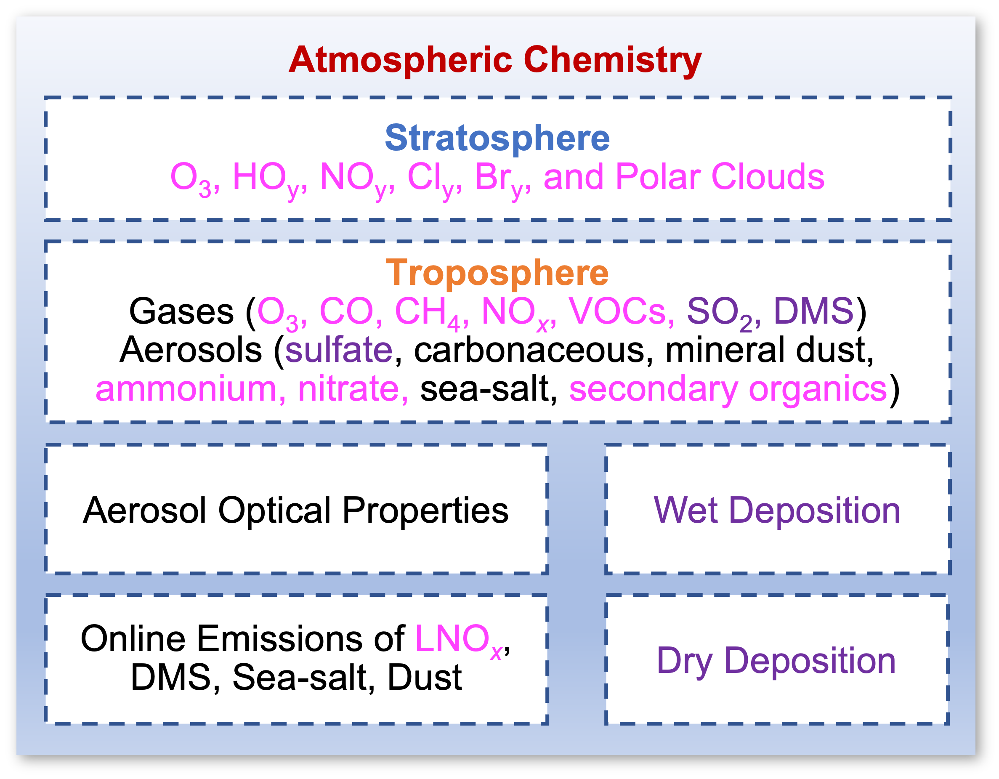 Atmospheric Chemistry
Stratosphere
O₃, HOy, NOy, Cly, Bry, and Polar Clouds
Troposphere
Gases (O₃, CO, CH₄, NOₓ, VOCs, SO₂, DMS)
Aerosols (sulfate, carbonaceous, mineral dust,
ammonium, nitrate, sea-salt, secondary organics)
Aerosol Optical Properties
Wet Deposition
Online Emissions of LNOₓ,
DMS, Sea-salt, Dust
Dry Deposition